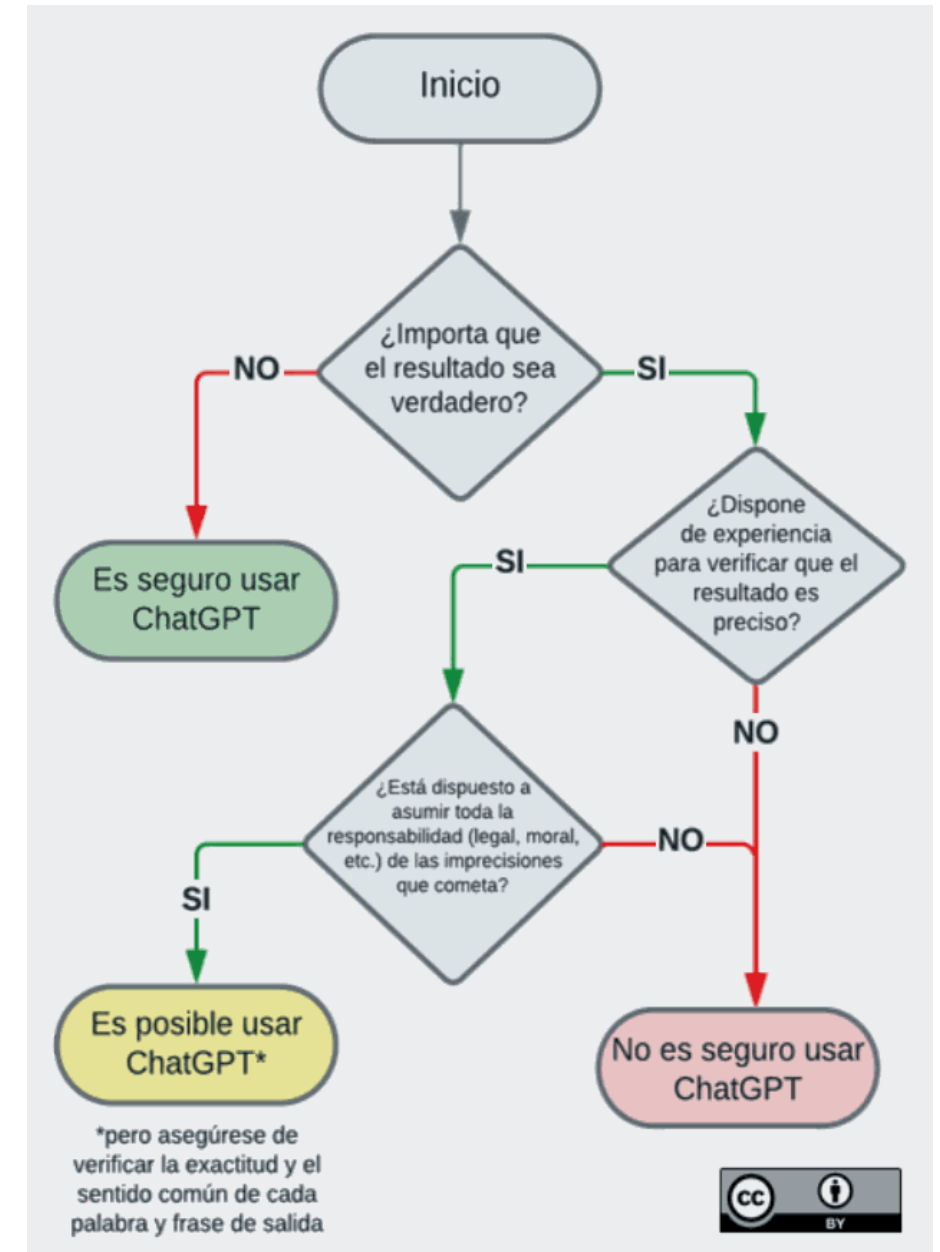 Inicio
¿Importa que
el resultado sea
verdadero?
NO
SI
Es seguro usar
ChatGPT
¿Dispone
de experiencia
para verificar que el
resultado es
preciso?
SI
NO
¿Está dispuesto a
asumir toda la
responsabilidad (legal, moral,
etc.) de las imprecisiones
que cometa?
SI
NO
Es posible usar
ChatGPT*
*pero asegúrese de
verificar la exactitud y el
sentido común de cada
palabra y frase de salida
No es seguro usar
ChatGPT
cc
BY